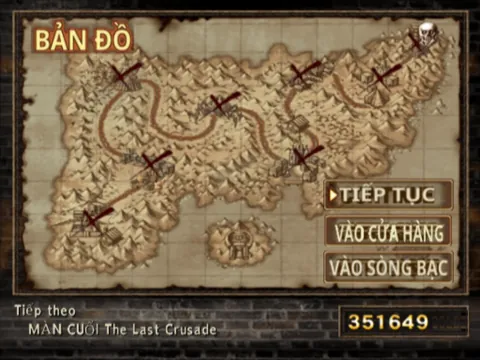 BẢN ĐỒ
TIẾP TỤC
VÀO CỬA HÀNG
VÀO SÒNG BẠC
Tiếp theo
MÀN CUỐI The Last Crusade
351649